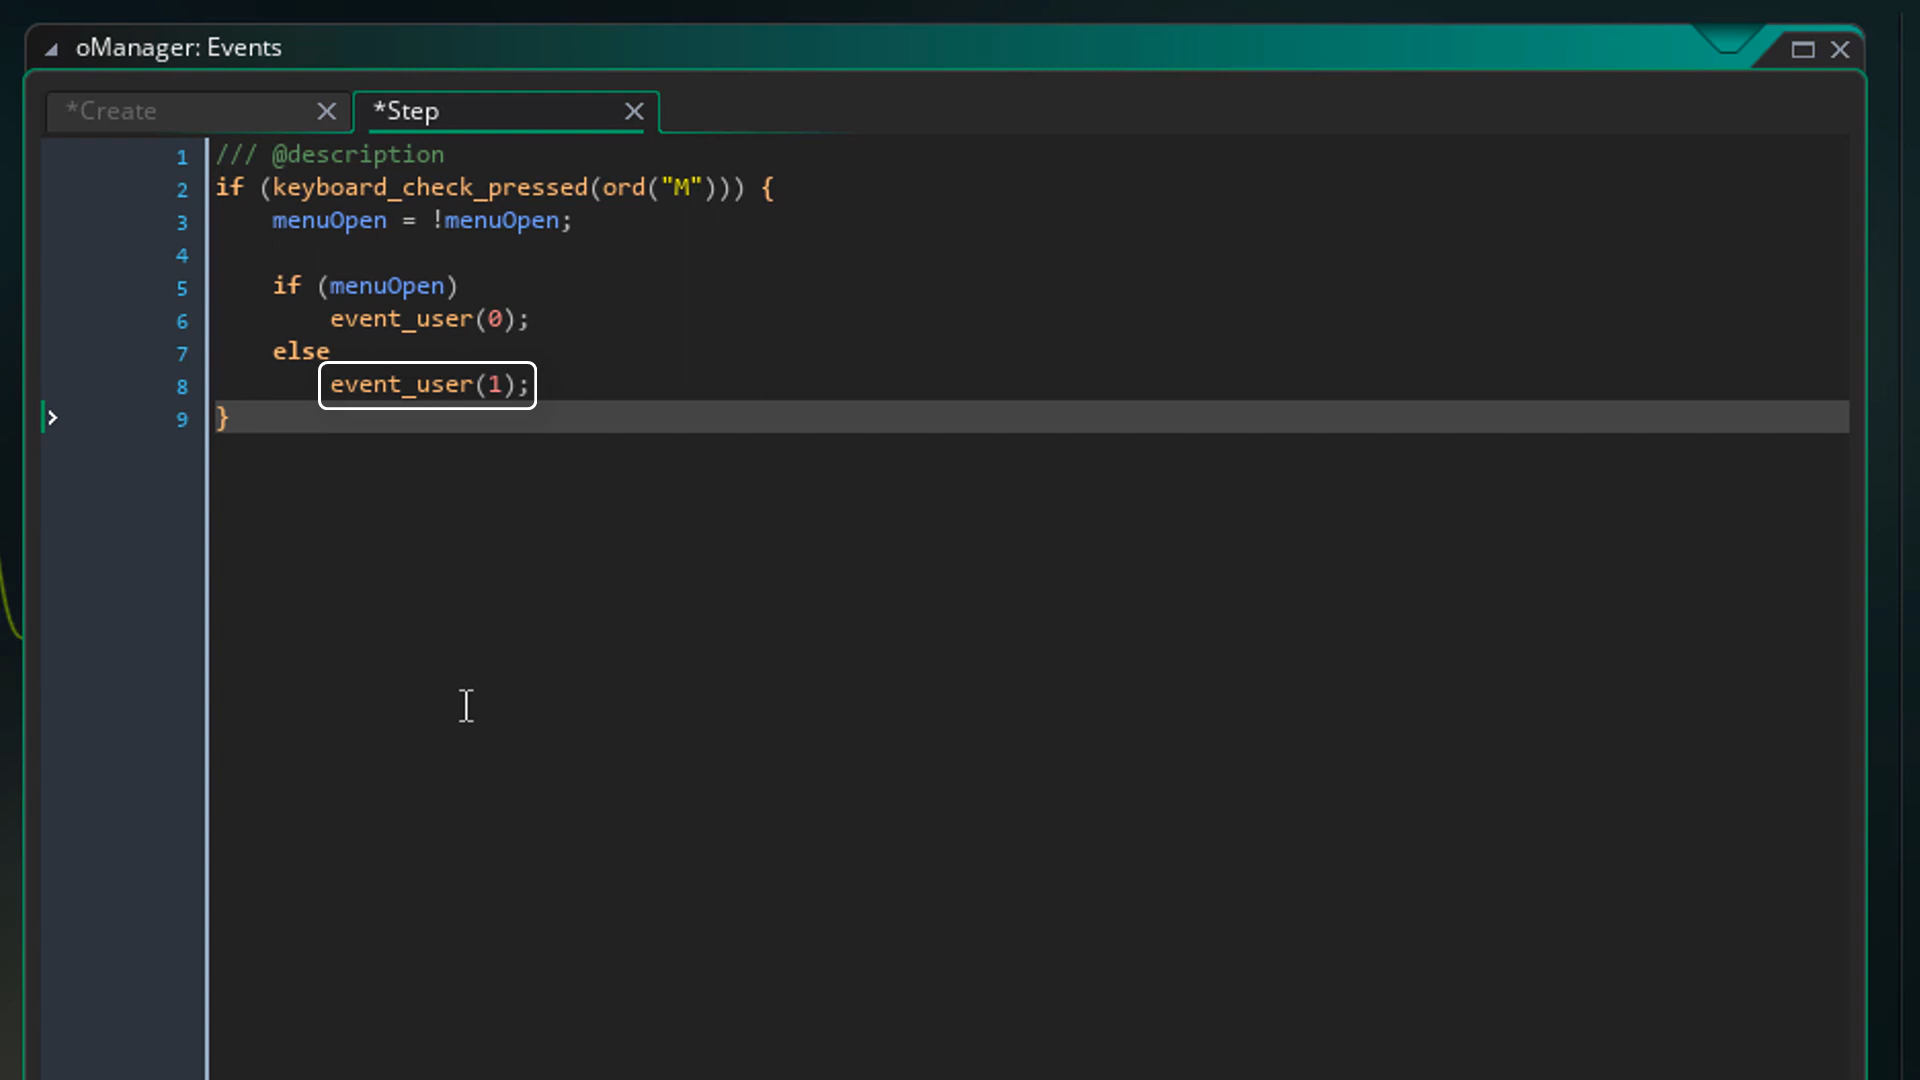 oManager: Events
*Create
*Step
1 /// @description
2 if (keyboard_check_pressed(ord("M"))) {
3     menuOpen = !menuOpen;
4
5     if (menuOpen)
6         event_user(0);
7     else
8         event_user(1);
9 }